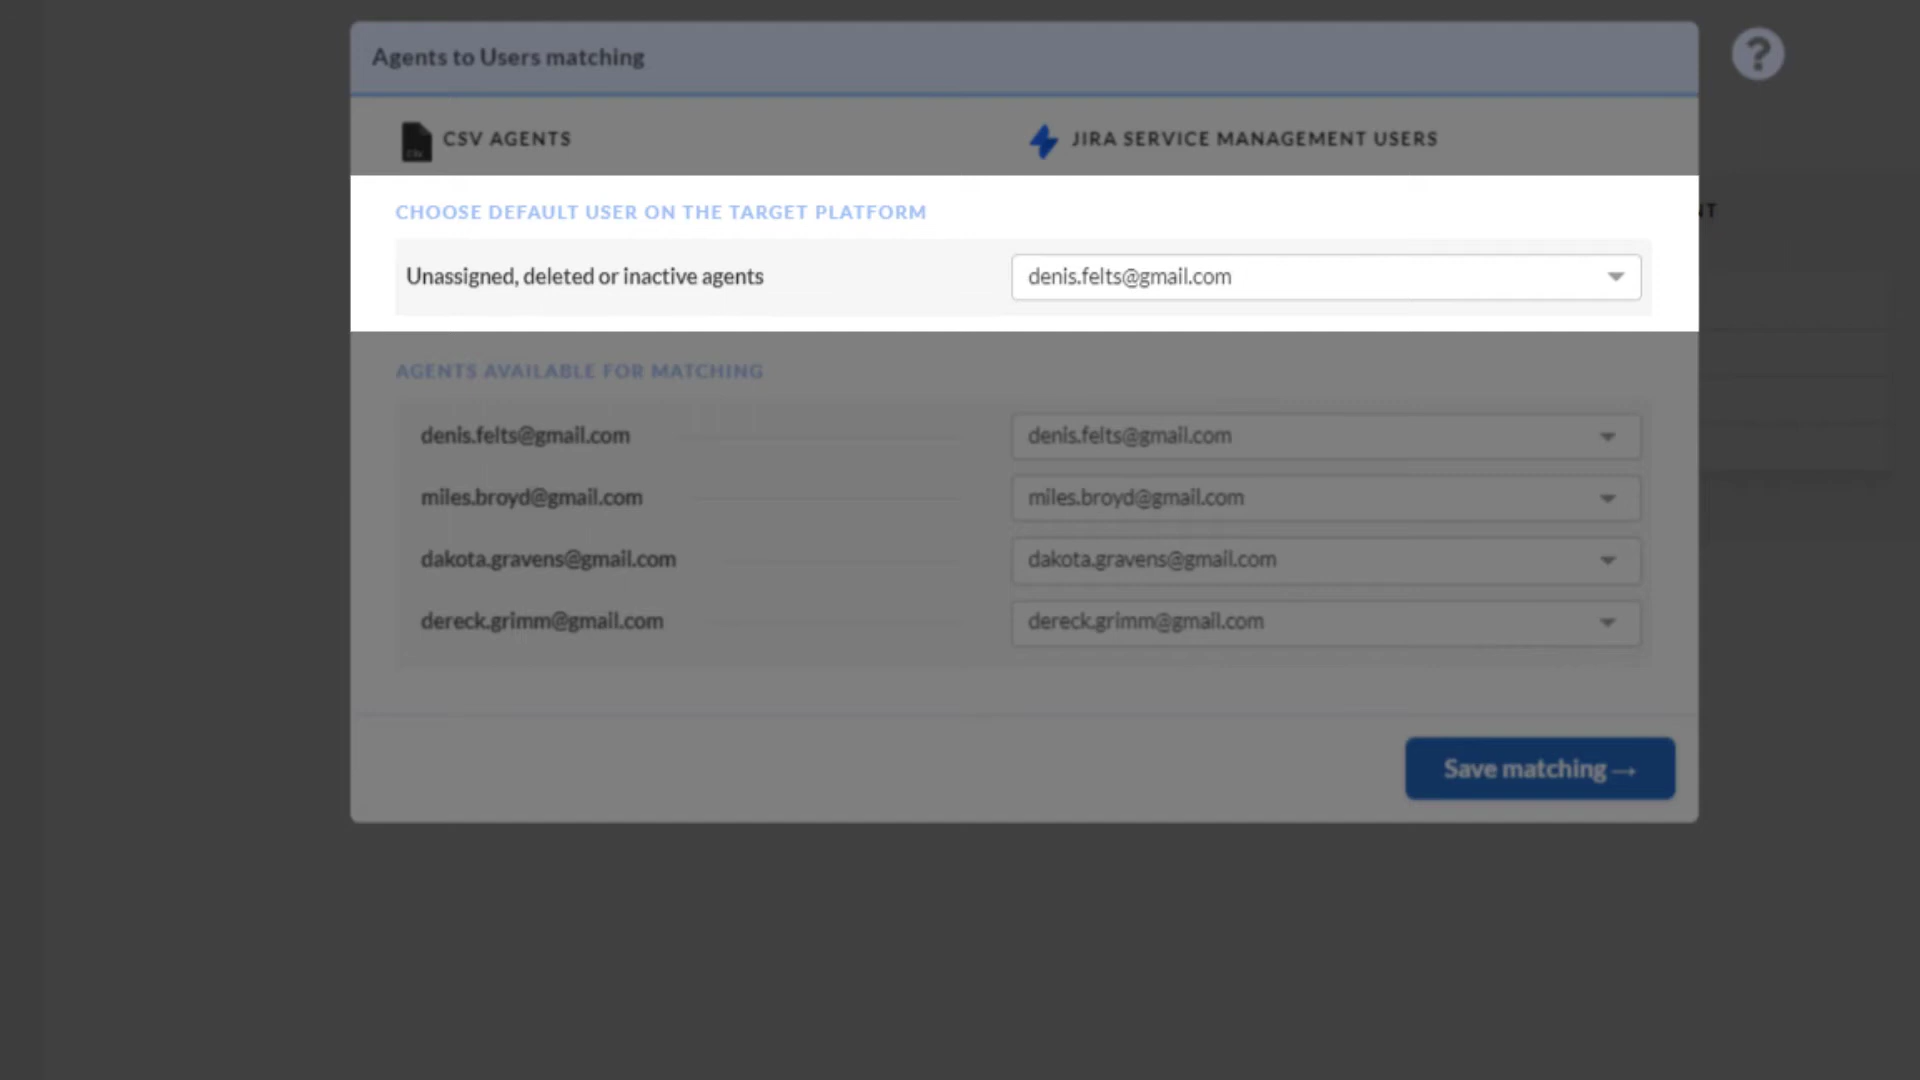 Agents to Users matching
?
CSV AGENTS
JIRA SERVICE MANAGEMENT USERS
CHOOSE DEFAULT USER ON THE TARGET PLATFORM
Unassigned, deleted or inactive agents
denis.felts@gmail.com
AGENTS AVAILABLE FOR MATCHING
denis.felts@gmail.com
denis.felts@gmail.com
miles.broyd@gmail.com
miles.broyd@gmail.com
dakota.gravens@gmail.com
dakota.gravens@gmail.com
dereck.grimm@gmail.com
dereck.grimm@gmail.com
Save matching→